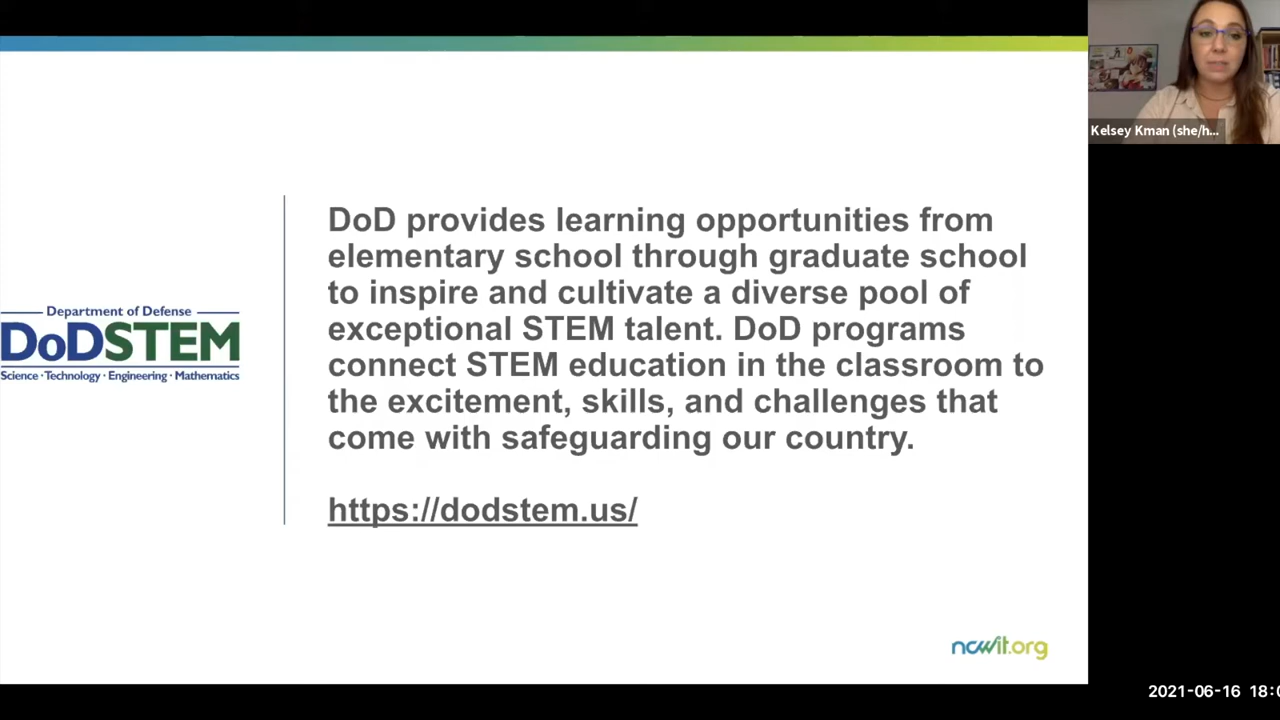 Kelsey Kman (she/h...
DoD provides learning opportunities from
elementary school through graduate school
to inspire and cultivate a diverse pool of
exceptional STEM talent. DoD programs
connect STEM education in the classroom to
the excitement, skills, and challenges that
come with safeguarding our country.
https://dodstem.us/
Department of Defense
DoDSTEM
Science · Technology · Engineering · Mathematics
ncwit.org
2021-06-16 18:0